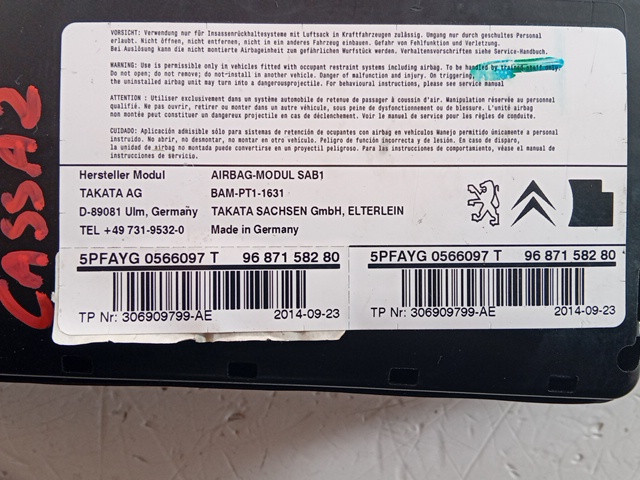 VORSICHT: Verwendung nur für Insassenrückhaltesysteme mit Luftsack in Kraftfahrzeugen zulässig. Umgang nur durch geschultes Personal
erlaubt. Nicht öffnen, nicht entfernen, nicht in ein anderes Fahrzeug einbauen. Gefahr von Fehlfunktion und Verletzung.
Bei Auslösung kann die nicht montierte Airbageinheit zum Wurfgeschoß werden. Verhaltensvorschriften siehe Service-Handbuch.
WARNING: Use is permissible only in vehicles fitted with occupant restraint systems including airbag. To be handled by trained staff only.
Do not open; do not remove; do not-install in another vehicle. Danger of malfunction and injury. On triggering
the uninstalled airbag unit may turn into a dangerousprojectile. For behavioural instructions, please see service manual
ATTENTION : Utiliser exclusivement dans un système automobile de retenue de passager à coussin d'air. Manipulation réservée au personnel
qualifié. Ne pas ouvrir, retirer ou monter dans un autre véhicule, sous peine de dysfonctionnement ou de blessure. L'unité airbag
non montée peut constituer un dangereux projectile en cas de déclenchement. Voir le manuel de service pour les règles de conduite.
CUIDADO: Aplicación adkisible sólo para sistemas de retención de ocupantes con airbag en vehículos Manejo permitido únicamente a personal
instruido. No abrir, no desmontar, no montar en otro vehículo. Peligro de función incorrecta y de lesión. En caso de disparo,
la unidad de airbag no montada puede convertirse en un proyectil peligroso. Para reglas de comportamiento, véase el manual de
instrucciones de servicio.
Hersteller Modul AIRBAG-MODUL SAB1
TAKATA AG BAM-PT1-1631
D-89081 Ulm, Germany TAKATA SACHSEN GmbH, ELTERLEIN
TEL +49 731-9532-0 Made in Germany
5PFAYG 0566097 T 96 871 582 80
TP Nr: 306909799-AE 2014-09-23
5PFAYG 0566097 T 96 871 582 80
TP Nr: 306909799-AE 2014-09-23
CASSA2